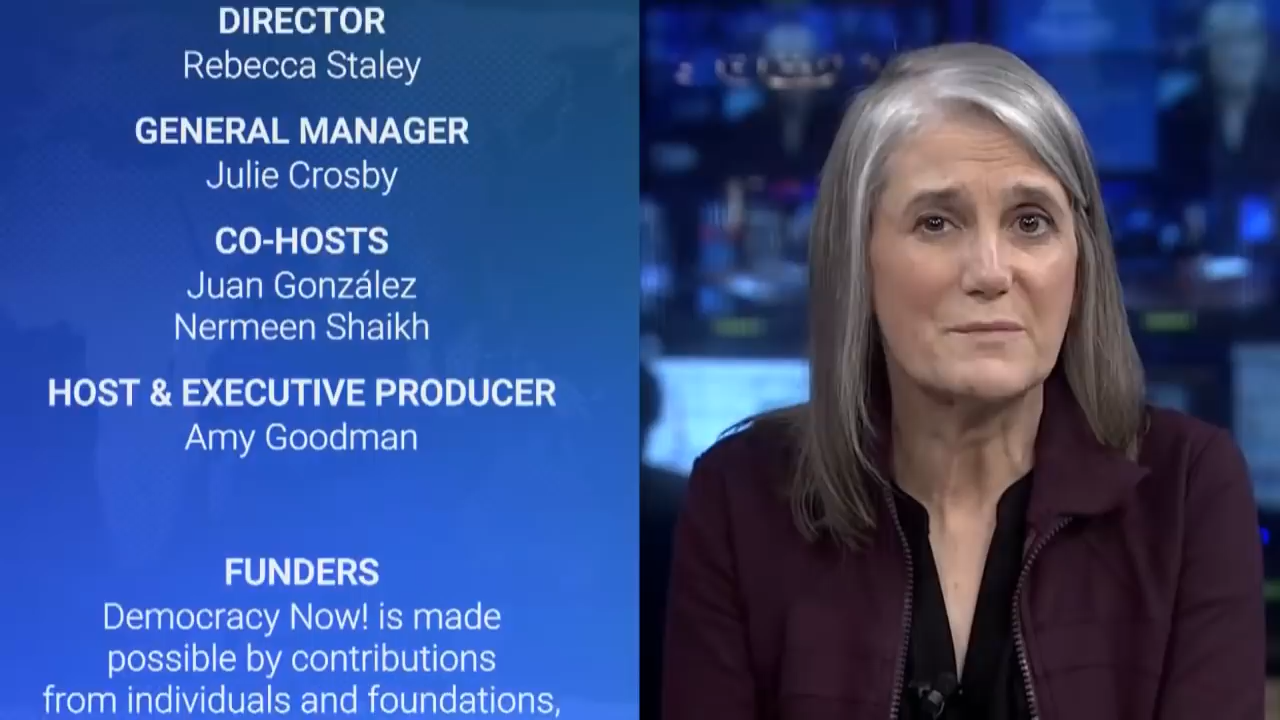 DIRECTOR
Rebecca Staley
GENERAL MANAGER
Julie Crosby
CO-HOSTS
Juan González
Nermeen Shaikh
HOST & EXECUTIVE PRODUCER
Amy Goodman
FUNDERS
Democracy Now! is made
possible by contributions
from individuals and foundations,